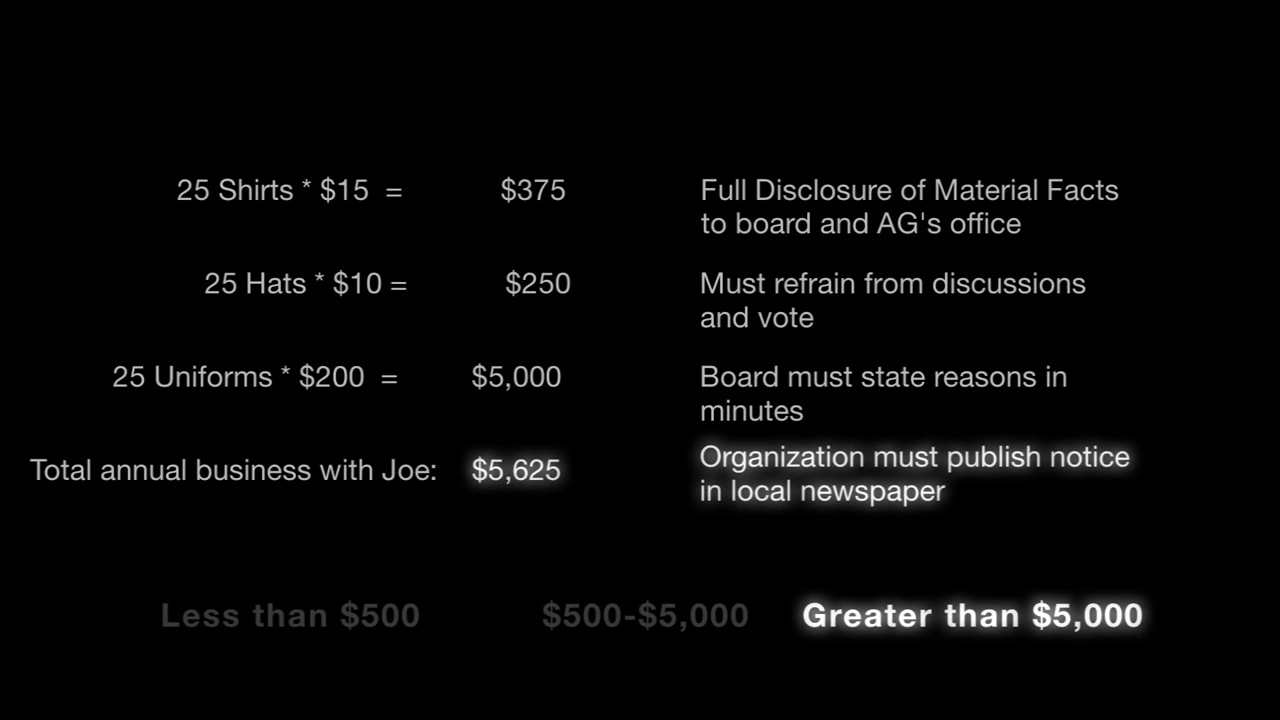 25 Shirts * $15 = $375 Full Disclosure of Material Facts
to board and AG's office
25 Hats * $10 = $250 Must refrain from discussions
and vote
25 Uniforms * $200 = $5,000 Board must state reasons in
minutes
Total annual business with Joe: $5,625 Organization must publish notice
in local newspaper
Less than $500 $500-$5,000 Greater than $5,000